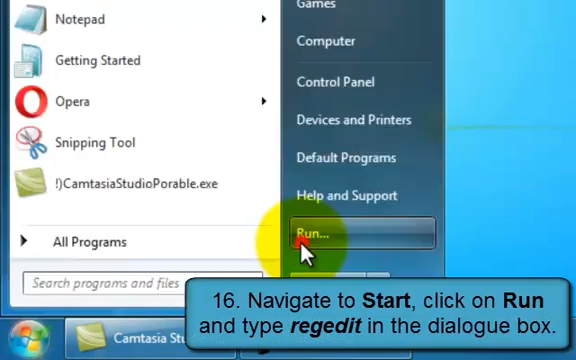 Notepad
Getting Started
Opera
Snipping Tool
!)CamtasiaStudioPorable.exe
All Programs
Search programs and files
Games
Computer
Control Panel
Devices and Printers
Default Programs
Help and Support
Run...
16. Navigate to Start, click on Run
and type regedit in the dialogue box.
Camtasia Stu